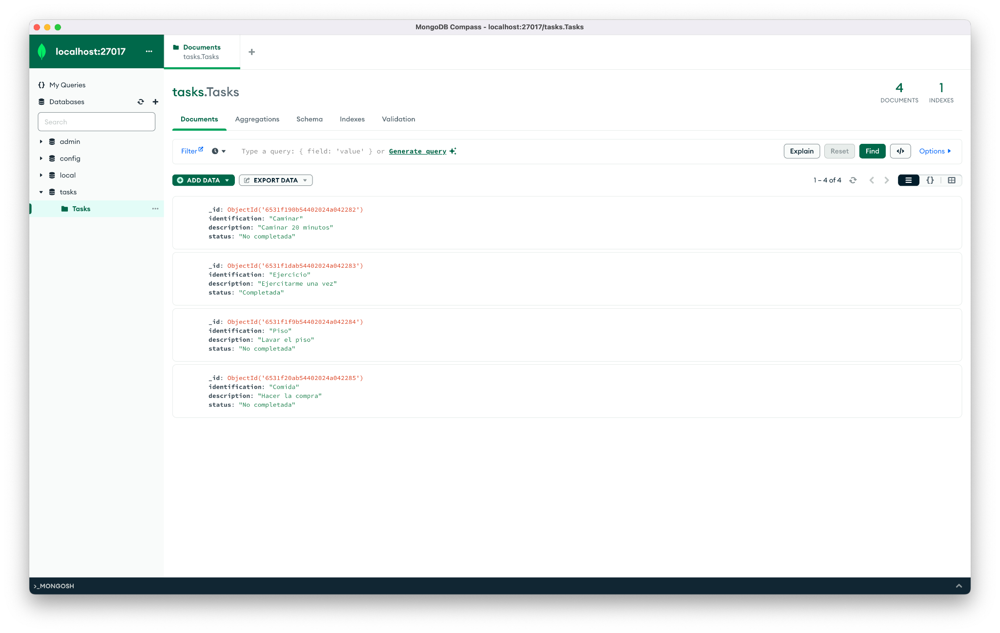 MongoDB Compass - localhost:27017/tasks.Tasks
localhost:27017
Documents
tasks.Tasks
My Queries
Databases
Search
admin
config
local
tasks
Tasks
tasks.Tasks
4
DOCUMENTS
1
INDEXES
Documents Aggregations Schema Indexes Validation
Filter Type a query: { field: 'value' } or Generate query Explain Reset Find </> Options
ADD DATA EXPORT DATA 1 – 4 of 4 {}
_id: ObjectId('6531f190b54402024a042282')
identification: "Caminar"
description: "Caminar 20 minutos"
status: "No completada"
_id: ObjectId('6531f1dab54402024a042283')
identification: "Ejercicio"
description: "Ejercitarme una vez"
status: "Completada"
_id: ObjectId('6531f1f9b54402024a042284')
identification: "Piso"
description: "Lavar el piso"
status: "No completada"
_id: ObjectId('6531f20ab54402024a042285')
identification: "Comida"
description: "Hacer la compra"
status: "No completada"
>_MONGOSH